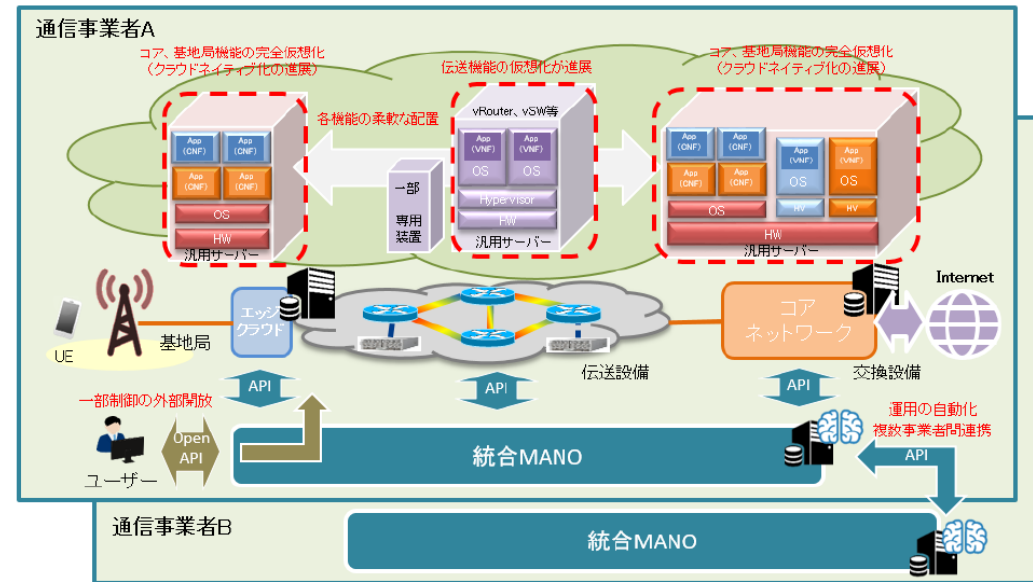 通信事業者A
コア、基地局機能の完全仮想化
（クラウドネイティブ化の進展）
伝送機能の仮想化が進展
コア、基地局機能の完全仮想化
（クラウドネイティブ化の進展）
各機能の柔軟な配置
App
(CNF)
App
(CNF)
App
(CNF)
App
(CNF)
OS
HW
汎用サーバー
一部
専用
装置
vRouter、vSW等
App
(VNF)
App
(VNF)
OS
OS
Hypervisor
HW
汎用サーバー
App
(CNF)
App
(CNF)
App
(CNF)
App
(CNF)
OS
App
(VNF)
OS
HV
App
(VNF)
OS
HV
HW
汎用サーバー
UE
基地局
エッジ
クラウド
伝送設備
コア
ネットワーク
交換設備
Internet
API
API
API
一部制御の外部開放
Open
API
ユーザー
統合MANO
運用の自動化
複数事業者間連携
API
通信事業者B
統合MANO